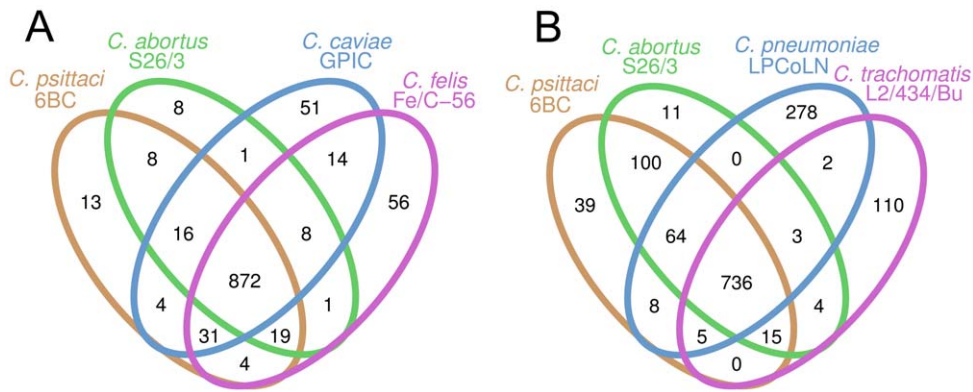 A
C. abortus
S26/3
C. caviae
GPIC
C. psittaci
6BC
C. felis
Fe/C–56
8
51
8
1
14
13
56
16
8
872
4
1
31
19
4
B
C. abortus
S26/3
C. pneumoniae
LPCoLN
C. psittaci
6BC
C. trachomatis
L2/434/Bu
11
278
100
0
2
39
110
64
3
736
8
4
5
15
0